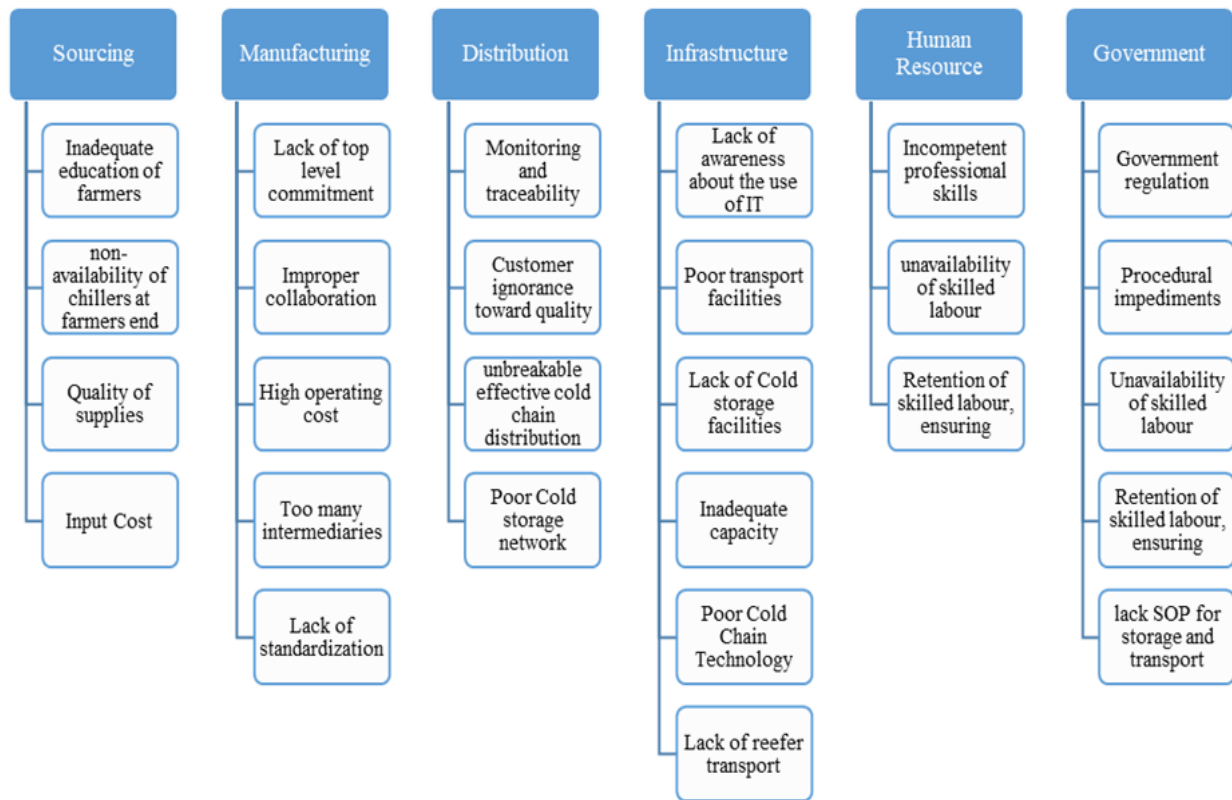 Sourcing
Inadequate
education of
farmers
non-
availability of
chillers at
farmers end
Quality of
supplies
Input Cost
Manufacturing
Lack of top
level
commitment
Improper
collaboration
High operating
cost
Too many
intermediaries
Lack of
standardization
Distribution
Monitoring
and
traceability
Customer
ignorance
toward quality
unbreakable
effective cold
chain
distribution
Poor Cold
storage
network
Infrastructure
Lack of
awareness
about the use
of IT
Poor transport
facilities
Lack of Cold
storage
facilities
Inadequate
capacity
Poor Cold
Chain
Technology
Lack of reefer
transport
Human
Resource
Incompetent
professional
skills
unavailability
of skilled
labour
Retention of
skilled labour,
ensuring
Government
Government
regulation
Procedural
impediments
Unavailability
of skilled
labour
Retention of
skilled labour,
ensuring
lack SOP for
storage and
transport